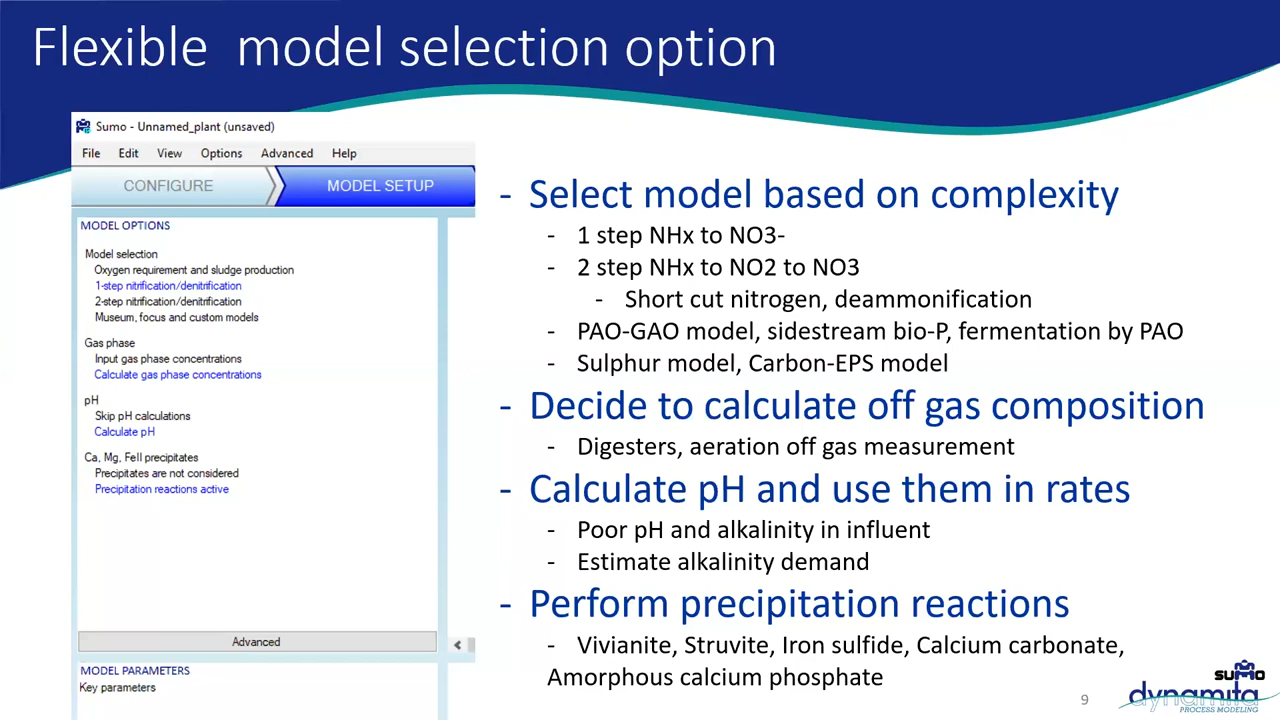 Flexible model selection option
Sumo - Unnamed_plant (unsaved)
File Edit View Options Advanced Help
CONFIGURE MODEL SETUP
MODEL OPTIONS
Model selection
Oxygen requirement and sludge production
1-step nitrification/denitrification
2-step nitrification/denitrification
Museum, focus and custom models
Gas phase
Input gas phase concentrations
Calculate gas phase concentrations
pH
Skip pH calculations
Calculate pH
Ca, Mg, FeII precipitates
Precipitates are not considered
Precipitation reactions active
Advanced
MODEL PARAMETERS
Key parameters
- Select model based on complexity
- 1 step NHx to NO3-
- 2 step NHx to NO2 to NO3
- Short cut nitrogen, deammonification
- PAO-GAO model, sidestream bio-P, fermentation by PAO
- Sulphur model, Carbon-EPS model
- Decide to calculate off gas composition
- Digesters, aeration off gas measurement
- Calculate pH and use them in rates
- Poor pH and alkalinity in influent
- Estimate alkalinity demand
- Perform precipitation reactions
- Vivianite, Struvite, Iron sulfide, Calcium carbonate,
Amorphous calcium phosphate
9
sumo
dynamita
PROCESS MODELING